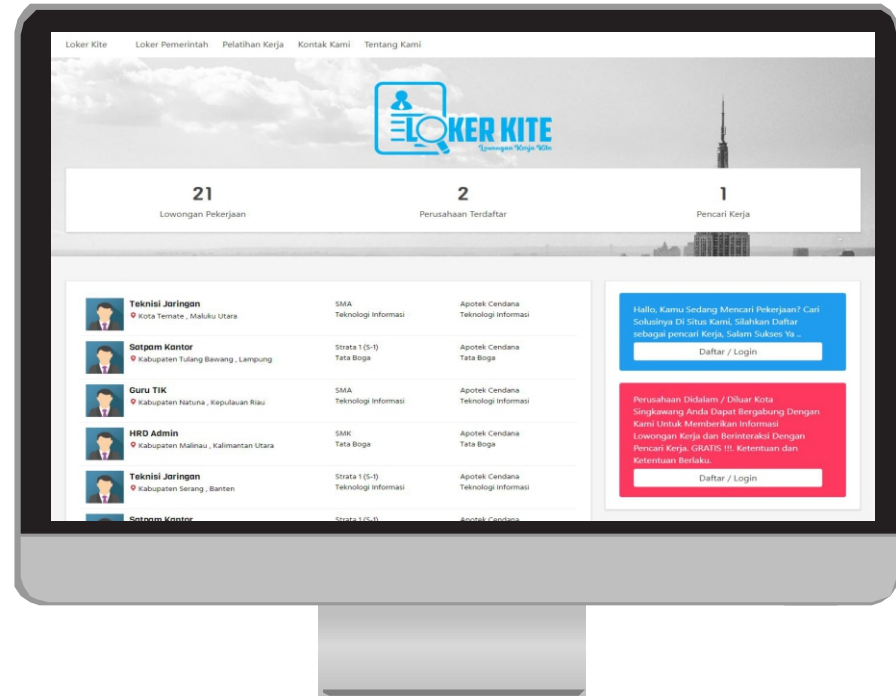 Loker Kite Loker Pemerintah Pelatihan Kerja Kontak Kami Tentang Kami
LOKER KITE
Lowongan Kerja Kite
21 2 1
Lowongan Pekerjaan Perusahaan Terdaftar Pencari Kerja
Teknisi Jaringan SMA Apotek Cendana
Kota Ternate , Maluku Utara Teknologi Informasi Teknologi Informasi
Satpam Kantor Strata 1 (S-1) Apotek Cendana
Kabupaten Tulang Bawang , Lampung Tata Boga Tata Boga
Guru TIK SMA Apotek Cendana
Kabupaten Natuna , Kepulauan Riau Teknologi Informasi Teknologi Informasi
HRD Admin SMK Apotek Cendana
Kabupaten Malinau , Kalimantan Utara Tata Boga Tata Boga
Teknisi Jaringan Strata 1 (S-1) Apotek Cendana
Kabupaten Serang , Banten Teknologi Informasi Teknologi Informasi
Satpam Kantor Strata 1 (S-1) Apotek Cendana
Hallo, Kamu Sedang Mencari Pekerjaan? Cari
Solusinya Di Situs Kami, Silahkan Daftar
sebagai pencari Kerja, Salam Sukses Ya ..
Daftar / Login
Perusahaan Didalam / Diluar Kota
Singkawang Anda Dapat Bergabung Dengan
Kami Untuk Memberikan Informasi
Lowongan Kerja dan Berinteraksi Dengan
Pencari Kerja. GRATIS !!!. Ketentuan dan
Ketentuan Berlaku.
Daftar / Login